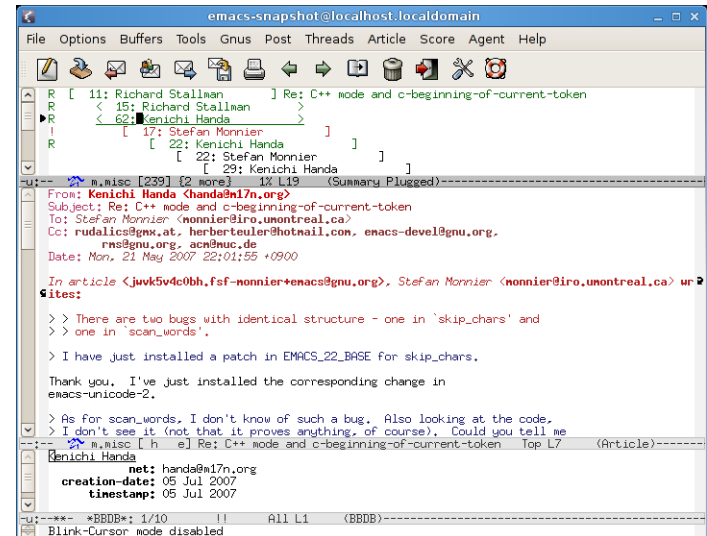 emacs-snapshot@localhost.localdomain
File Options Buffers Tools Gnus Post Threads Article Score Agent Help
R [ 11: Richard Stallman ] Re: C++ mode and c-beginning-of-current-token
R < 15: Richard Stallman >
R < 62: Kenichi Handa >
! [ 17: Stefan Monnier ]
R [ 22: Kenichi Handa ]
[ 22: Stefan Monnier ]
[ 29: Kenichi Handa ]
-u:-- m.misc [239] {2 more} 1% L19 (Summary Plugged)--
From: Kenichi Handa <handa@m17n.org>
Subject: Re: C++ mode and c-beginning-of-current-token
To: Stefan Monnier <monnier@iro.umontreal.ca>
Cc: rudalics@gmx.at, herberteuler@hotmail.com, emacs-devel@gnu.org,
rms@gnu.org, acm@muc.de
Date: Mon, 21 May 2007 22:01:55 +0900
In article <jwvk5v4c0bh.fsf-monnier+emacs@gnu.org>, Stefan Monnier <monnier@iro.umontreal.ca> wr
ites:
> > There are two bugs with identical structure - one in `skip_chars' and
> > one in `scan_words'.
> I have just installed a patch in EMACS_22_BASE for skip_chars.
Thank you. I've just installed the corresponding change in
emacs-unicode-2.
> As for scan_words, I don't know of such a bug. Also looking at the code,
> I don't see it (not that it proves anything, of course). Could you tell me
--:-- m.misc [ h e] Re: C++ mode and c-beginning-of-current-token Top L7 (Article)--
Kenichi Handa
net: handa@m17n.org
creation-date: 05 Jul 2007
timestamp: 05 Jul 2007
-u:--**- *BBDB*: 1/10 !! All L1 (BBDB)--
Blink-Cursor mode disabled